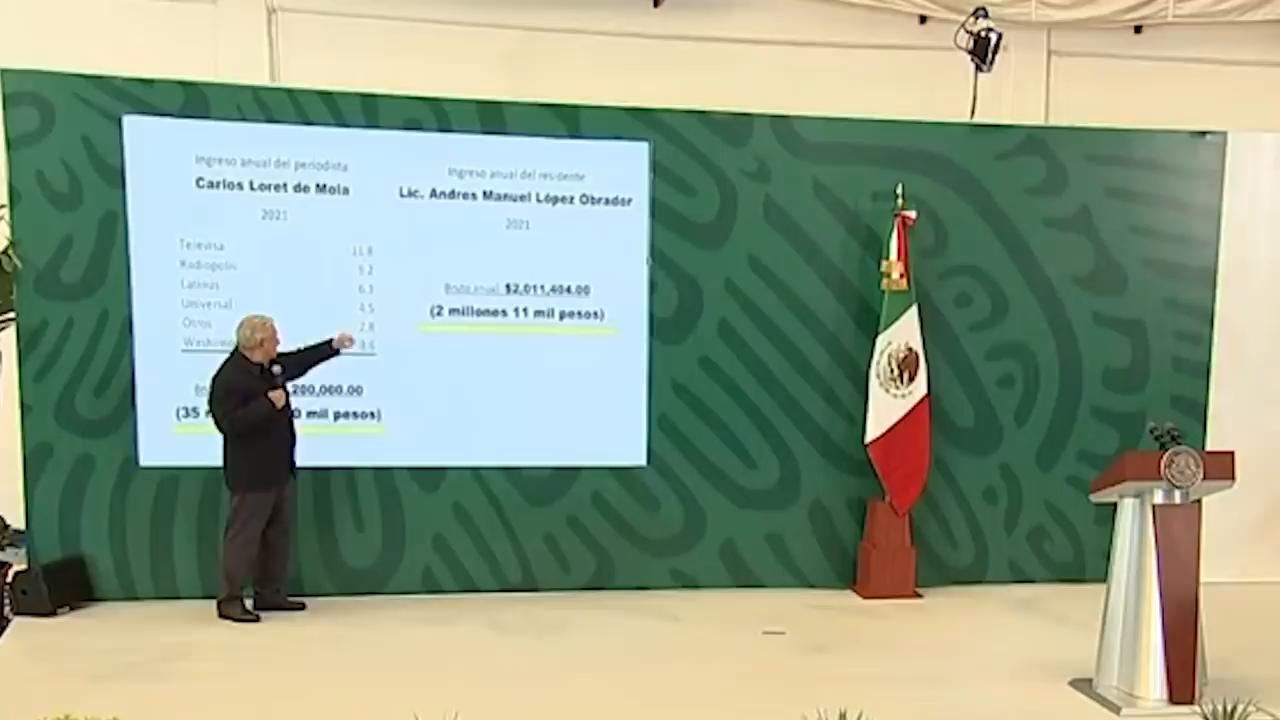 Ingreso anual del periodista
Carlos Loret de Mola
2021
Televisa 11.8
Radiopolis 5.2
Latinus 6.3
Universal 4.5
Otros 2.8
200,000.00
(35 0 mil pesos)
Ingreso anual del residente
Lic. Andres Manuel López Obrador
2021
anual $2,011,404.00
(2 millones 11 mil pesos)